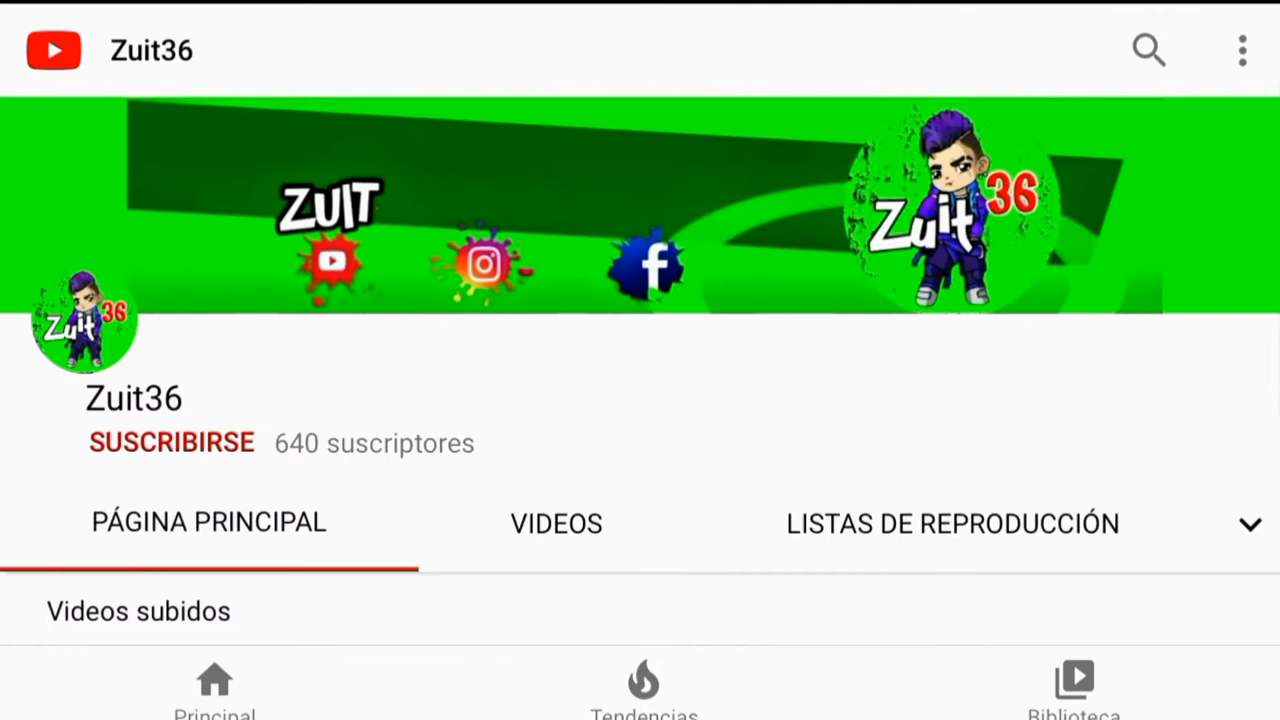 Zuit36
ZUIT
Zuit 36
Zuit 36
Zuit36
SUSCRIBIRSE 640 suscriptores
PÁGINA PRINCIPAL VIDEOS LISTAS DE REPRODUCCIÓN
Videos subidos
Principal Tendencias Biblioteca